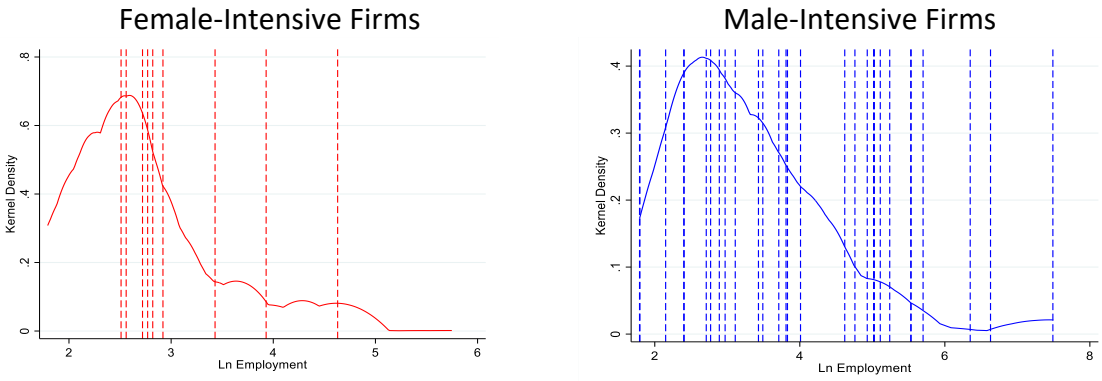 Female-Intensive Firms
Kernel Density
.8
.6
.4
.2
0
2 3 4 5 6
Ln Employment
Male-Intensive Firms
Kernel Density
.4
.3
.2
.1
0
2 4 6 8
Ln Employment